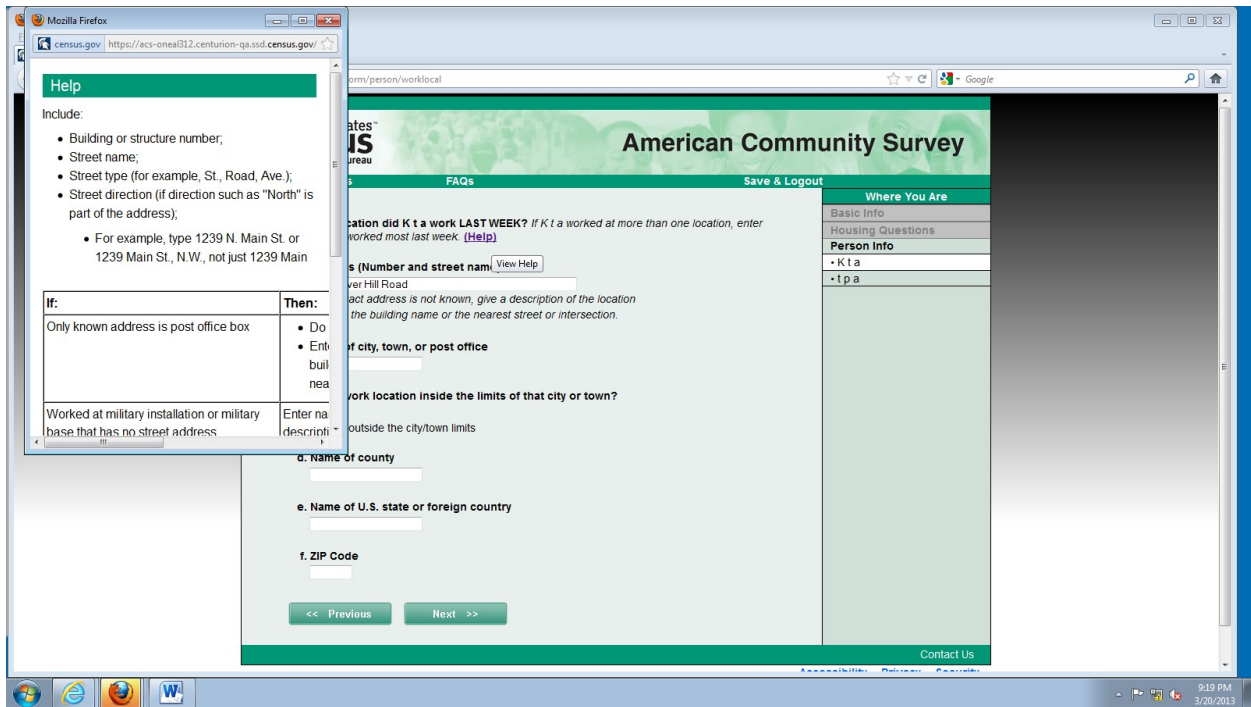 Mozilla Firefox
census.gov https://acs-oneal312.centurion-qa.ssd.census.gov/
Help
Include:
• Building or structure number;
• Street name;
• Street type (for example, St., Road, Ave.);
• Street direction (if direction such as "North" is
part of the address);
• For example, type 1239 N. Main St. or
1239 Main St., N.W., not just 1239 Main
If: Then:
Only known address is post office box
• Do
• Ent
buil
nea
Worked at military installation or military
base that has no street address
Enter na
descripti
orm/person/worklocal
Google
ates
US
ureau
American Community Survey
s FAQs Save & Logout
cation did K t a work LAST WEEK? If K t a worked at more than one location, enter
worked most last week. (Help)
View Help
s (Number and street nam
ver Hill Road
act address is not known, give a description of the location
the building name or the nearest street or intersection.
of city, town, or post office
work location inside the limits of that city or town?
outside the city/town limits
d. Name of county
e. Name of U.S. state or foreign country
f. ZIP Code
<< Previous Next >>
Where You Are
Basic Info
Housing Questions
Person Info
• K t a
• t p a
Contact Us
Accessibility Privacy Security
9:19 PM
3/20/2013